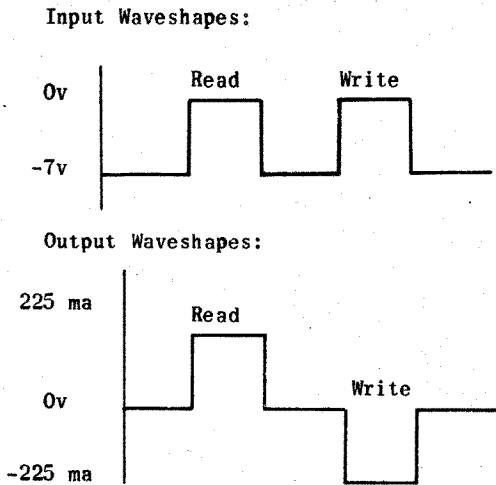 Input Waveshapes:
Read Write
0v
-7v
Output Waveshapes:
225 ma
Read
0v
Write
-225 ma